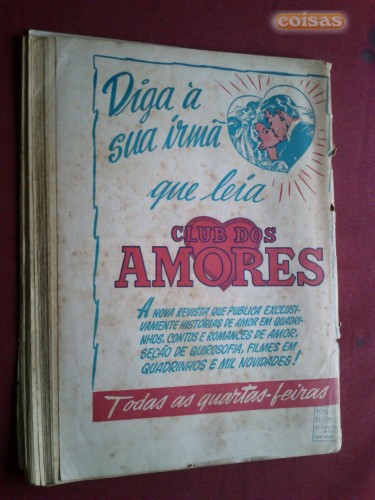 coisas
Diga à
sua irmã
que leia
CLUB DOS
AMORES
A NOVA REVISTA QUE PUBLICA EXCLUSI-
VAMENTE HISTÓRIAS DE AMOR EM QUADRI-
NHOS, CONTOS E ROMANCES DE AMOR,
SEÇÃO DE QUIROSOFIA, FILMES EM
QUADRINHOS E MIL NOVIDADES!
Todas as quartas-feiras